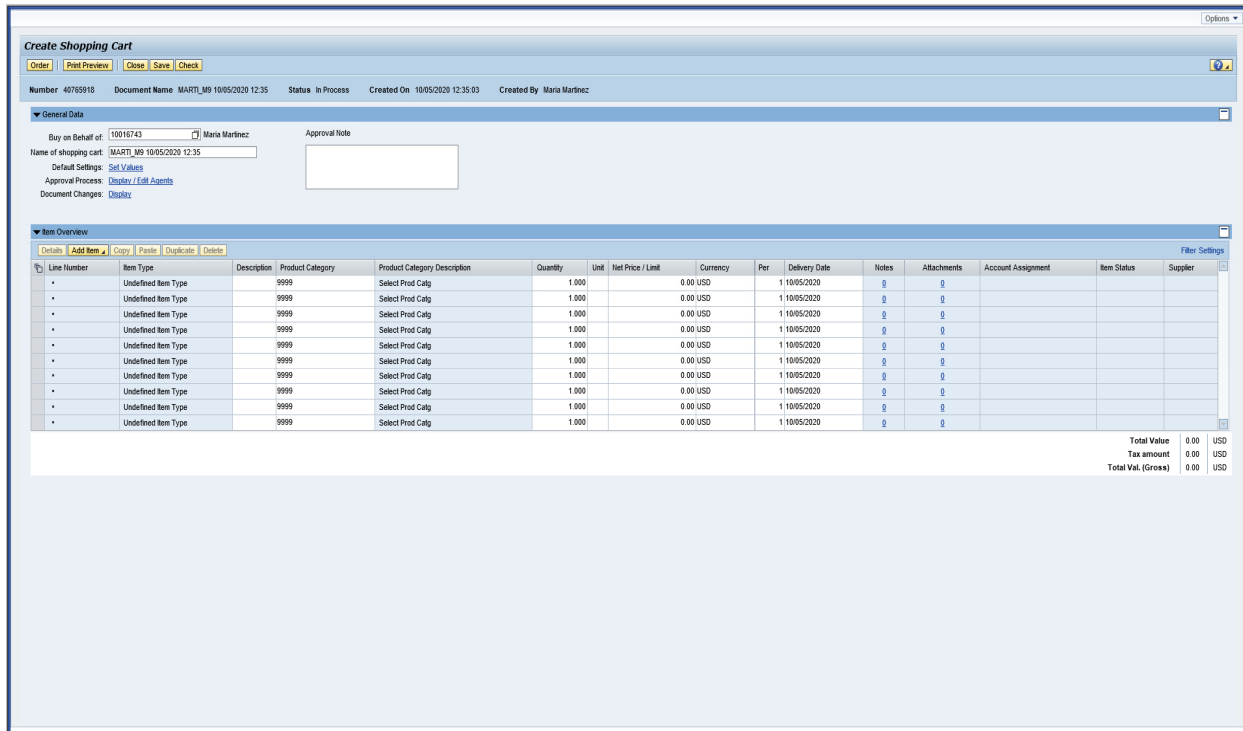 Options
Create Shopping Cart
Order Print Preview Close Save Check
Number 40765918 Document Name MARTI_M9 10/05/2020 12:35 Status In Process Created On 10/05/2020 12:35:03 Created By Maria Martinez
General Data
Buy on Behalf of: 10016743 Maria Martinez Approval Note
Name of shopping cart: MARTI_M9 10/05/2020 12:35
Default Settings: Set Values
Approval Process: Display / Edit Agents
Document Changes: Display
Item Overview
Details Add Item Copy Paste Duplicate Delete Filter Settings
Line Number Item Type Description Product Category Product Category Description Quantity Unit Net Price / Limit Currency Per Delivery Date Notes Attachments Account Assignment Item Status Supplier
• Undefined Item Type 9999 Select Prod Catg 1.000 0.00 USD 1 10/05/2020 0 0
• Undefined Item Type 9999 Select Prod Catg 1.000 0.00 USD 1 10/05/2020 0 0
• Undefined Item Type 9999 Select Prod Catg 1.000 0.00 USD 1 10/05/2020 0 0
• Undefined Item Type 9999 Select Prod Catg 1.000 0.00 USD 1 10/05/2020 0 0
• Undefined Item Type 9999 Select Prod Catg 1.000 0.00 USD 1 10/05/2020 0 0
• Undefined Item Type 9999 Select Prod Catg 1.000 0.00 USD 1 10/05/2020 0 0
• Undefined Item Type 9999 Select Prod Catg 1.000 0.00 USD 1 10/05/2020 0 0
• Undefined Item Type 9999 Select Prod Catg 1.000 0.00 USD 1 10/05/2020 0 0
• Undefined Item Type 9999 Select Prod Catg 1.000 0.00 USD 1 10/05/2020 0 0
• Undefined Item Type 9999 Select Prod Catg 1.000 0.00 USD 1 10/05/2020 0 0
Total Value 0.00 USD
Tax amount 0.00 USD
Total Val. (Gross) 0.00 USD